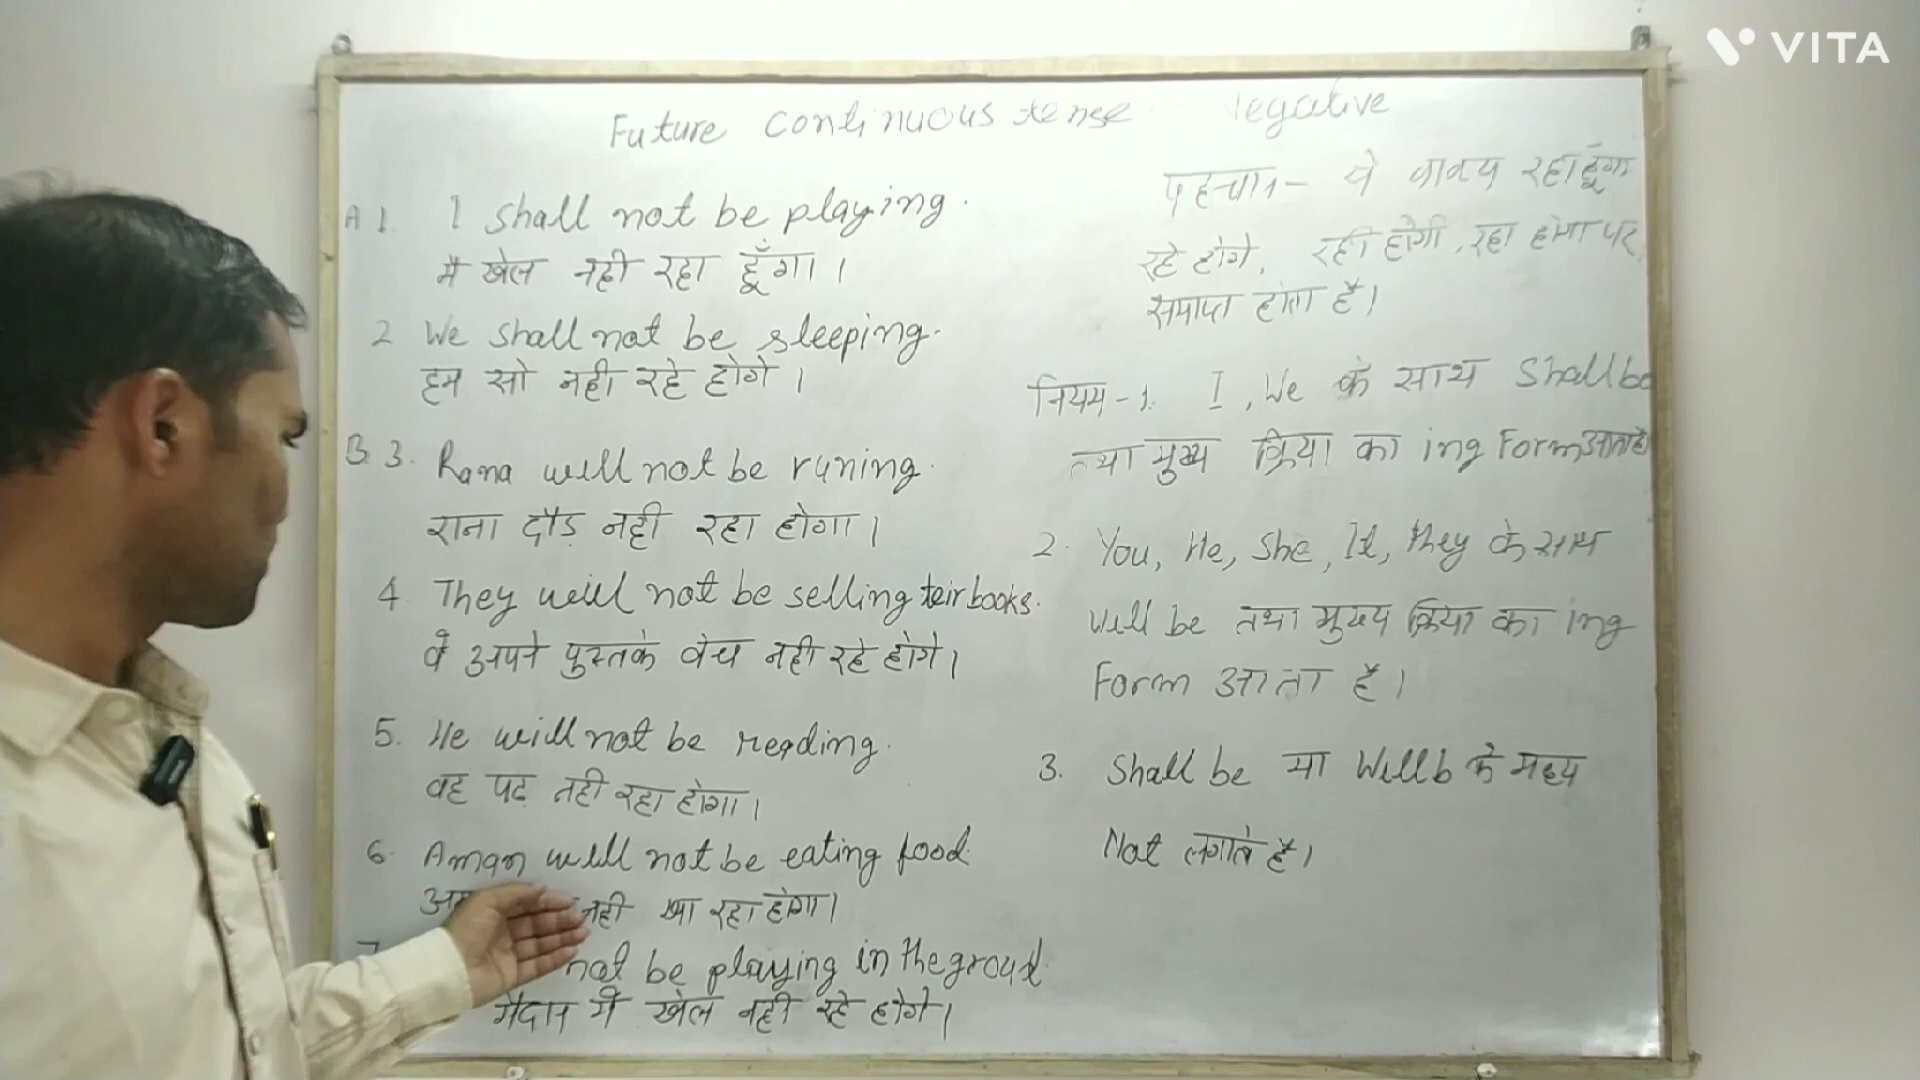 VITA
Future continuous tense Negative
A 1. I shall not be playing.
मै खेल नही रहा हूँगा।
2 We shall not be sleeping.
हम सो नही रहे होगे।
B. 3. Rana will not be runing.
राना दौड़ नही रहा होगा।
4. They will not be selling teir books.
वे अपने पुस्तके वेच नही रहे होगे।
5. He will not be reading.
वह पढ़ नही रहा होगा।
6. Aman will not be eating food.
नही खा रहा होगा।
7. not be playing in the ground.
मैदान में खेल नही रहे होगे।
पहचान - ये वाक्य रहा हूंगा
रहे होगे, रही होगी, रहा होगा पर
समाप्त होता है।
नियम - 1. I, We के साथ Shall be
तथा मुख्य क्रिया का ing Form आता है
2. You, He, She, It, they के साथ
Will be तथा मुख्य क्रिया का ing
Form आता है।
3. Shall be या Will b के मध्य
Not लगाते है।